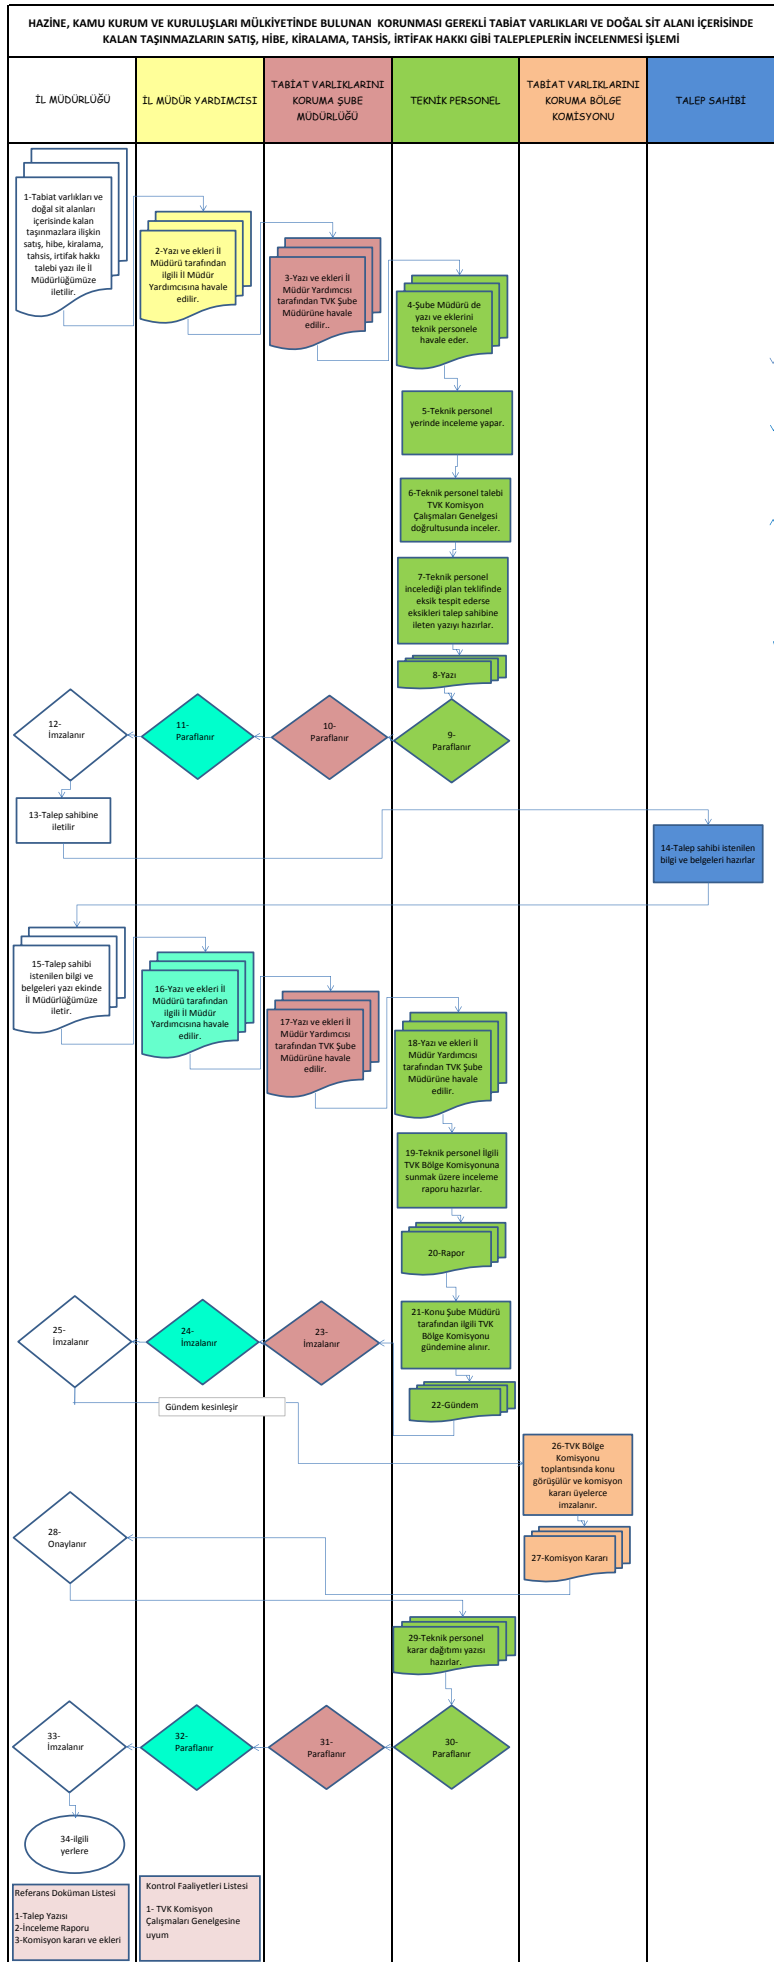 HAZİNE, KAMU KURUM VE KURULUŞLARI MÜLKİYETİNDE BULUNAN  KORUNMASI GEREKLİ TABİAT VARLIKLARI VE DOĞAL SİT ALANI İÇERİSİNDE
KALAN TAŞINMAZLARIN SATIŞ, HİBE, KİRALAMA, TAHSİS, İRTİFAK HAKKI GİBİ TALEPLEPLERİN İNCELENMESİ İŞLEMİ
İL MÜDÜRLÜĞÜ
İL MÜDÜR YARDIMCISI
TABİAT VARLIKLARINI
KORUMA ŞUBE
MÜDÜRLÜĞÜ
TEKNİK PERSONEL
TABİAT VARLIKLARINI
KORUMA BÖLGE
KOMİSYONU
TALEP SAHİBİ
1-Tabiat varlıkları ve
doğal sit alanları
içerisinde kalan
taşınmazlara ilişkin
satış, hibe, kiralama,
tahsis, irtifak hakkı
talebi yazı ile İl
Müdürlüğümüze
iletilir.
2-Yazı ve ekleri İl
Müdürü tarafından
ilgili İl Müdür
Yardımcısına havale
edilir.
3-Yazı ve ekleri İl
Müdür Yardımcısı
tarafından TVK Şube
Müdürüne havale
edilir..
4-Şube Müdürü de
yazı ve eklerini
teknik personele
havale eder.
5-Teknik personel
yerinde inceleme yapar.
6-Teknik personel talebi
TVK Komisyon
Çalışmaları Genelgesi
doğrultusunda inceler.
7-Teknik personel
incelediği plan teklifinde
eksik tespit ederse
eksikleri talep sahibine
ileten yazıyı hazırlar.
8-Yazı
9-
Paraflanır
10-
Paraflanır
11-
Paraflanır
12-
İmzalanır
13-Talep sahibine
iletilir
14-Talep sahibi istenilen
bilgi ve belgeleri hazırlar
15-Talep sahibi
istenilen bilgi ve
belgeleri yazı ekinde
İl Müdürlüğümüze
iletir.
16-Yazı ve ekleri İl
Müdürü tarafından
ilgili İl Müdür
Yardımcısına havale
edilir.
17-Yazı ve ekleri İl
Müdür Yardımcısı
tarafından TVK Şube
Müdürüne havale
edilir.
18-Yazı ve ekleri İl
Müdür Yardımcısı
tarafından TVK Şube
Müdürüne havale
edilir.
19-Teknik personel İlgili
TVK Bölge Komisyonuna
sunmak üzere inceleme
raporu hazırlar.
20-Rapor
21-Konu Şube Müdürü
tarafından ilgili TVK
Bölge Komisyonu
gündemine alınır.
22-Gündem
23-
İmzalanır
24-
İmzalanır
25-
İmzalanır
Gündem kesinleşir
26-TVK Bölge
Komisyonu
toplantısında konu
görüşülür ve komisyon
kararı üyelerce
imzalanır.
27-Komisyon Kararı
28-
Onaylanır
29-Teknik personel
karar dağıtımı yazısı
hazırlar.
30-
Paraflanır
31-
Paraflanır
32-
Paraflanır
33-
İmzalanır
34-ilgili
yerlere
Referans Doküman Listesi
1-Talep Yazısı
2-İnceleme Raporu
3-Komisyon kararı ve ekleri
Kontrol Faaliyetleri Listesi
1- TVK Komisyon
Çalışmaları Genelgesine
uyum